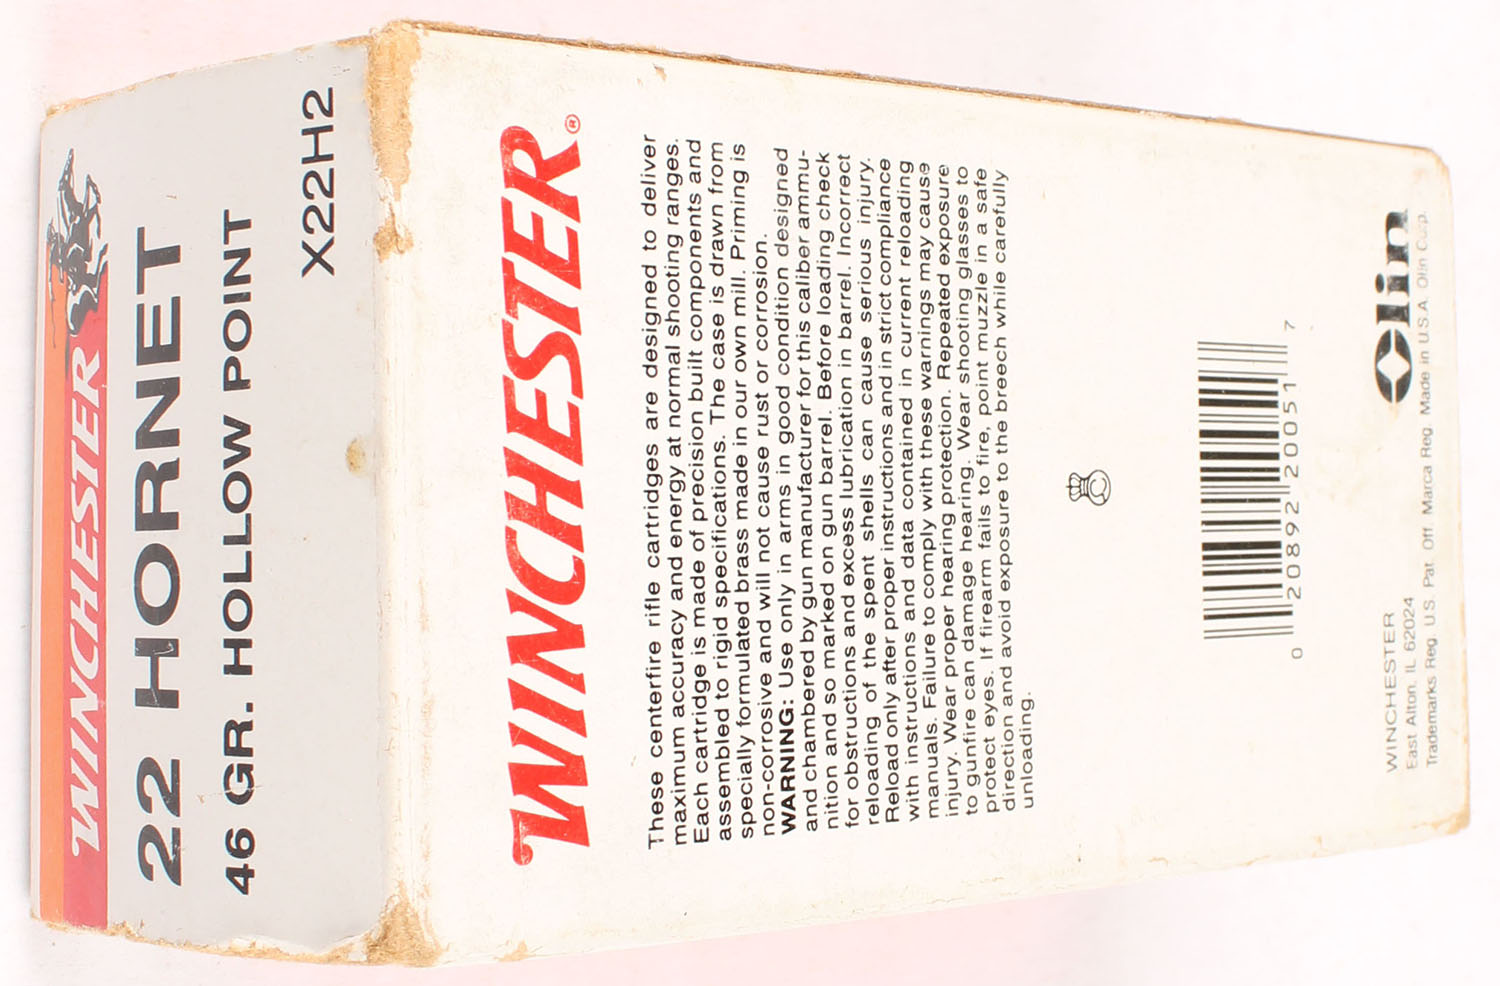 WINCHESTER
22 HORNET
46 GR. HOLLOW POINT
X22H2
WINCHESTER®
These centerfire rifle cartridges are designed to deliver
maximum accuracy and energy at normal shooting ranges.
Each cartridge is made of precision built components and
assembled to rigid specifications. The case is drawn from
specially formulated brass made in our own mill. Priming is
non-corrosive and will not cause rust or corrosion.
WARNING: Use only in arms in good condition designed
and chambered by gun manufacturer for this caliber ammu-
nition and so marked on gun barrel. Before loading check
for obstructions and excess lubrication in barrel. Incorrect
reloading of the spent shells can cause serious injury.
Reload only after proper instructions and in strict compliance
with instructions and data contained in current reloading
manuals. Failure to comply with these warnings may cause
injury. Wear proper hearing protection. Repeated exposure
to gunfire can damage hearing. Wear shooting glasses to
protect eyes. If firearm fails to fire, point muzzle in a safe
direction and avoid exposure to the breech while carefully
unloading.
0 20892 20051 7
Olin
WINCHESTER
East Alton, IL 62024
Trademarks Reg. U.S. Pat. Off. Marca Reg. Made in U.S.A. Olin Corp.